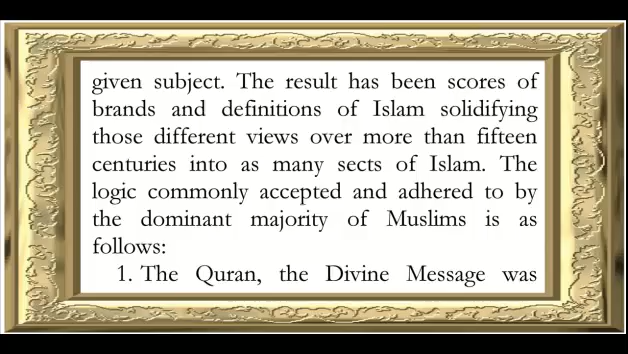 given subject. The result has been scores of
brands and definitions of Islam solidifying
those different views over more than fifteen
centuries into as many sects of Islam. The
logic commonly accepted and adhered to by
the dominant majority of Muslims is as
follows:
1. The Quran, the Divine Message was